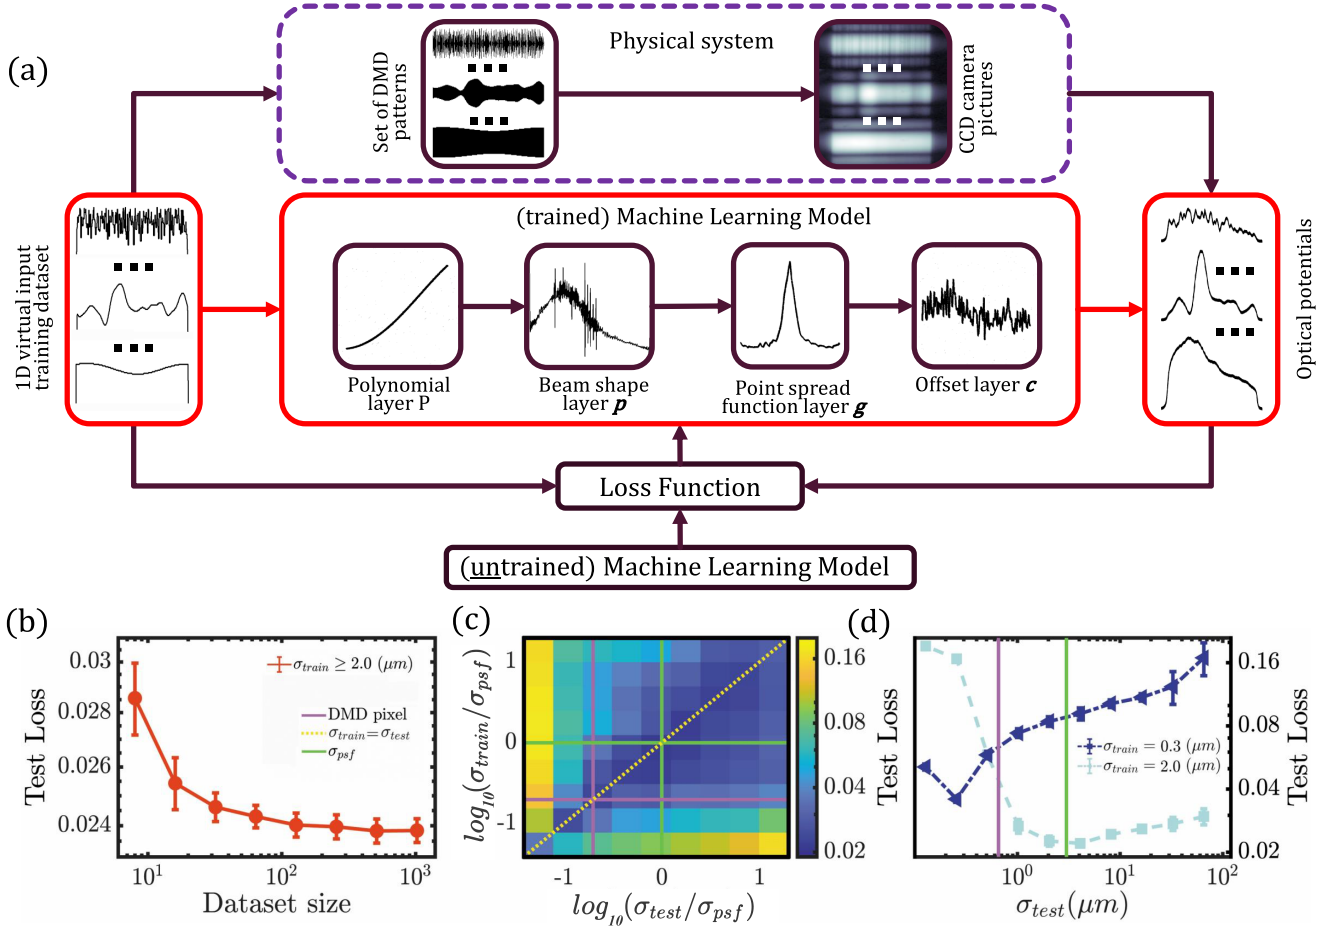 (a)
Physical system
Set of DMD
patterns
CCD camera
pictures
1D virtual input
training dataset
(trained) Machine Learning Model
Polynomial
layer P
Beam shape
layer p
Point spread
function layer g
Offset layer c
Optical potentials
Loss Function
(untrained) Machine Learning Model
(b)
Test Loss
0.03
0.028
0.026
0.024
σtrain ≥ 2.0 (μm)
DMD pixel
σtrain=σtest
σpsf
10¹
10²
10³
Dataset size
(c)
log₁₀(σtrain/σpsf)
1
0
-1
-1
0
1
log₁₀(σtest/σpsf)
0.16
0.08
0.04
0.02
(d)
Test Loss
σtrain = 0.3 (μm)
σtrain = 2.0 (μm)
10⁰
10¹
10²
σtest(μm)
0.16
0.08
0.04
0.02
Test Loss